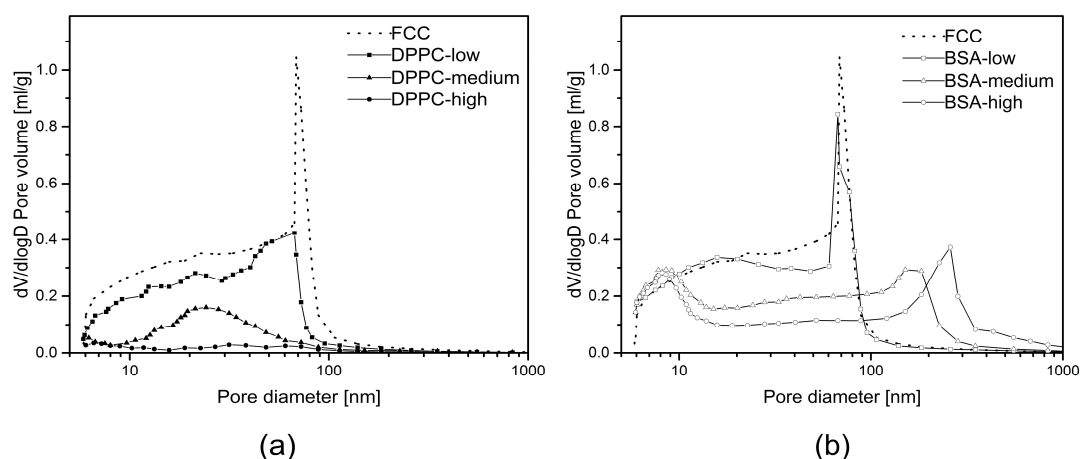 FCC
DPPC-low
DPPC-medium
DPPC-high
dV/dlogD Pore volume [ml/g]
1.0
0.8
0.6
0.4
0.2
0.0
10
100
1000
Pore diameter [nm]
(a)
FCC
BSA-low
BSA-medium
BSA-high
dV/dlogD Pore volume [ml/g]
1.0
0.8
0.6
0.4
0.2
0.0
10
100
1000
Pore diameter [nm]
(b)